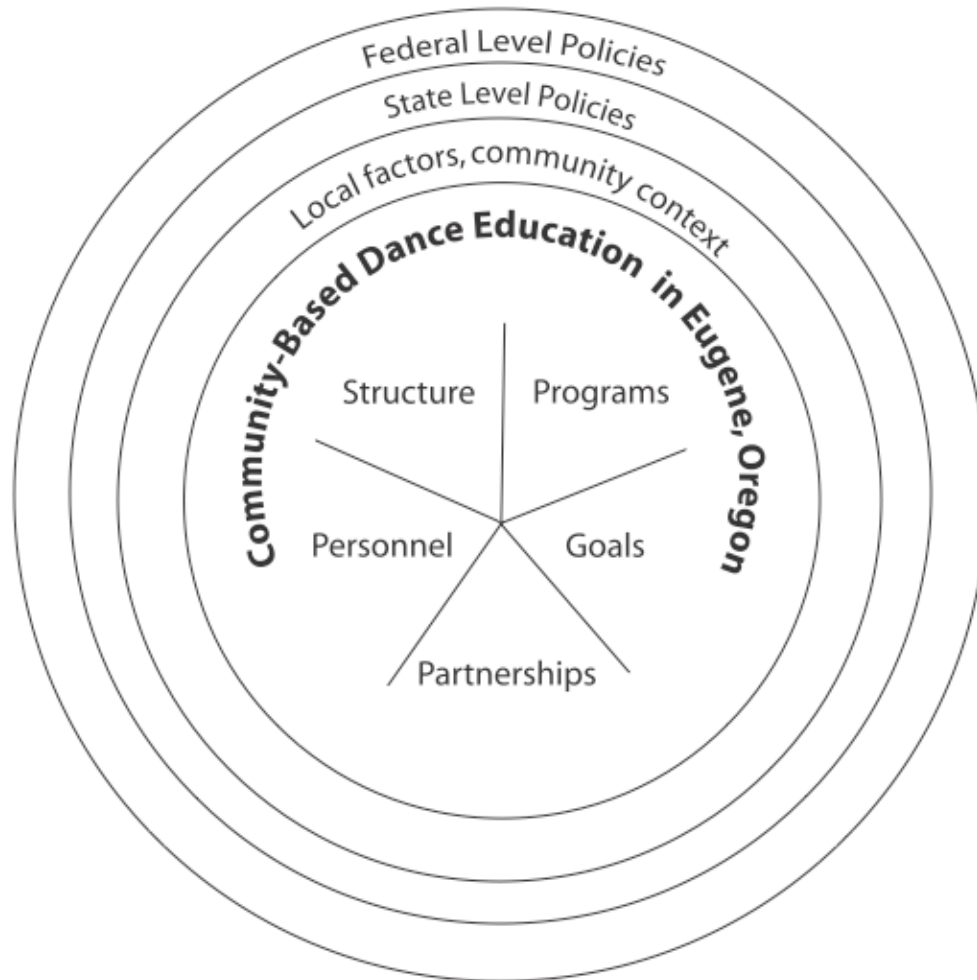 Federal Level Policies
State Level Policies
Local factors, community context
Community-Based Dance Education in Eugene, Oregon
Structure
Programs
Personnel
Goals
Partnerships